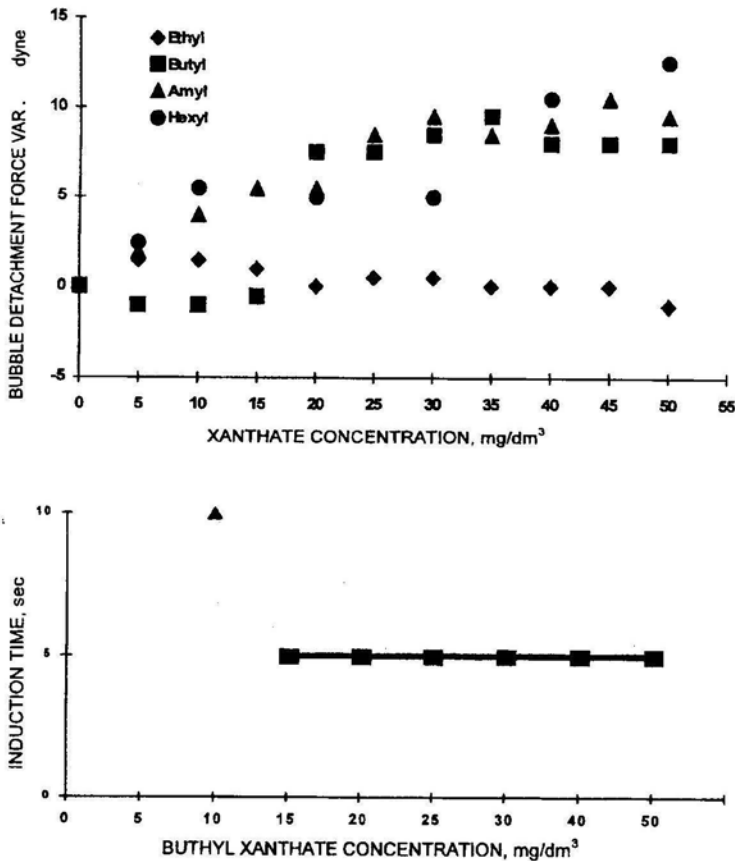 15
BUBBLE DETACHMENT FORCE VAR. dyne
Ethyl
Butyl
Amyl
Hexyl
10
5
0
-5
0 5 10 15 20 25 30 35 40 45 50 55
XANTHATE CONCENTRATION, mg/dm³
10
INDUCTION TIME, sec
5
0
0 5 10 15 20 25 30 40 50
BUTHYL XANTHATE CONCENTRATION, mg/dm³